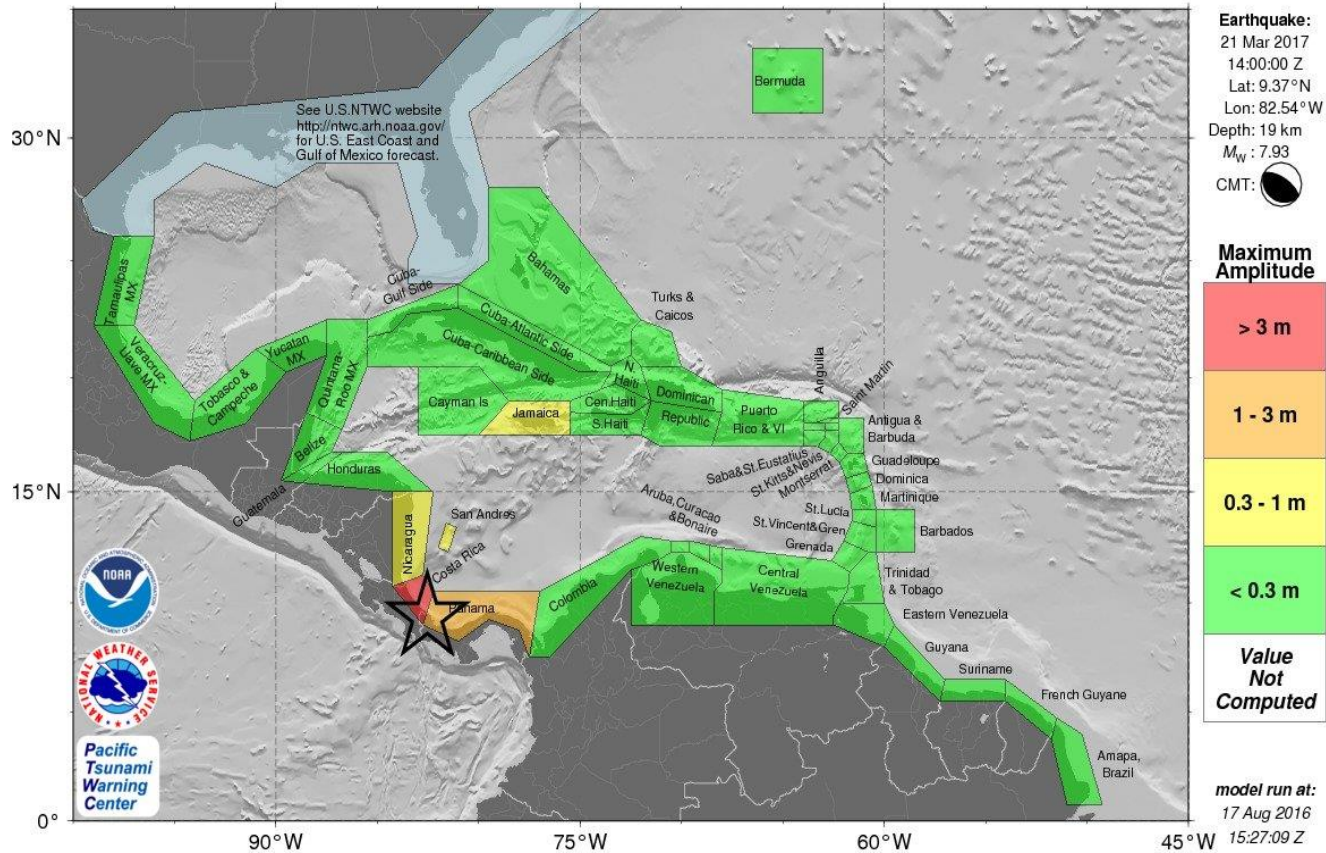 Earthquake:
21 Mar 2017
14:00:00 Z
Lat: 9.37°N
Lon: 82.54°W
Depth: 19 km
MW : 7.93
CMT:
Maximum
Amplitude
> 3 m
1 - 3 m
0.3 - 1 m
< 0.3 m
Value
Not
Computed
model run at:
17 Aug 2016
15:27:09 Z
30°N
15°N
0°
90°W
75°W
60°W
45°W
See U.S.NTWC website
http://ntwc.arh.noaa.gov/
for U.S. East Coast and
Gulf of Mexico forecast.
Bermuda
Bahamas
Turks &
Caicos
Cuba-
Gulf Side
Cuba-Atlantic Side
Cuba-Caribbean Side
Tamaulipas
MX
Veracruz-
Uave MX
Tobasco &
Campeche
Yucatan
MX
Quintana-
Roo MX
Belize
Guatemala
Honduras
Nicaragua
San Andres
Costa Rica
Panama
Colombia
Cayman Is
Jamaica
N.
Haiti
Cen.Haiti
S.Haiti
Dominican
Republic
Puerto
Rico & VI
Anguilla
Saint Martin
Antigua &
Barbuda
Saba&St.Eustatius
St.Kitts&Nevis
Montserrat
Guadeloupe
Dominica
Martinique
St.Lucia
Barbados
St.Vincent&Gren
Grenada
Aruba,Curacao
&Bonaire
Western
Venezuela
Central
Venezuela
Trinidad
& Tobago
Eastern Venezuela
Guyana
Suriname
French Guyane
Amapa,
Brazil
NOAA
NATIONAL WEATHER SERVICE
Pacific
Tsunami
Warning
Center